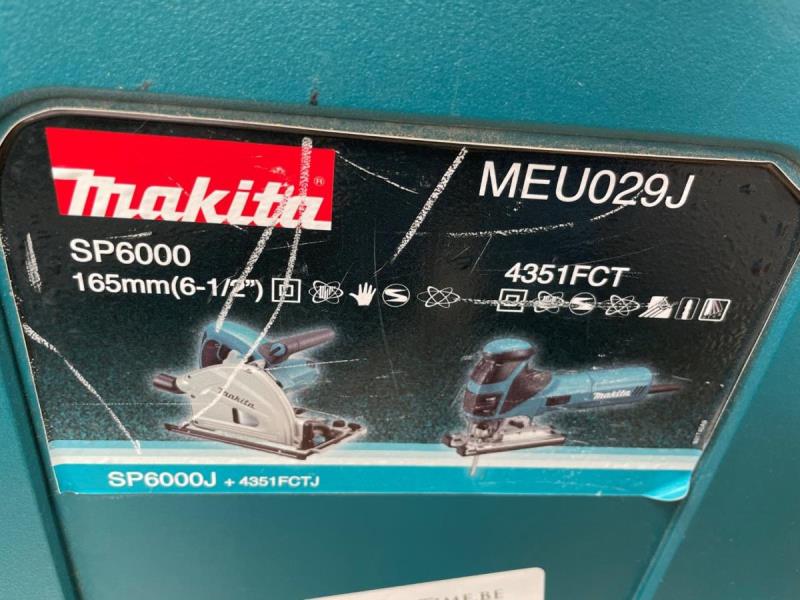 Makita®
MEU029J
SP6000
165mm(6-1/2")
4351FCT
Makita
makita
SP6000J + 4351FCTJ